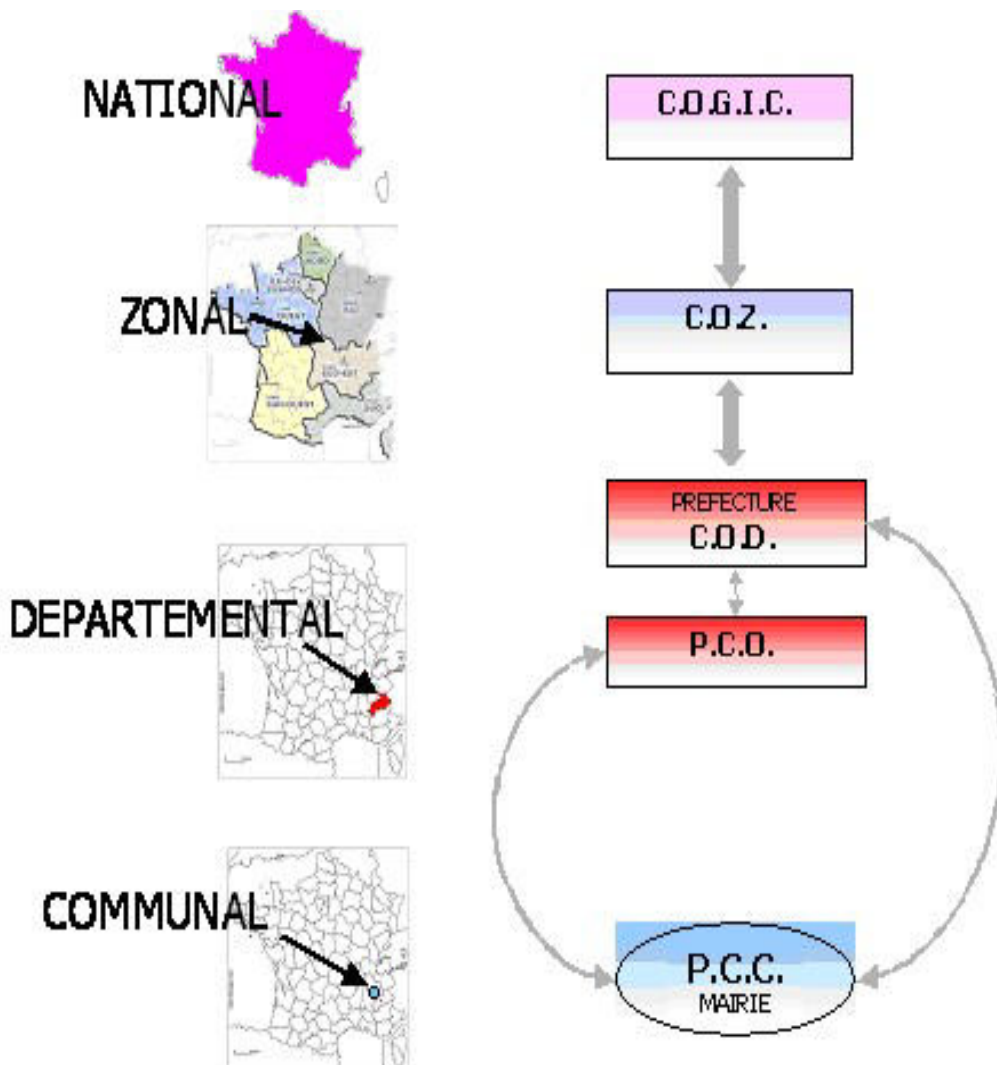 NATIONAL
C.O.G.I.C.
ZONAL
C.O.Z.
PREFECTURE
C.O.D.
DEPARTEMENTAL
P.C.O.
COMMUNAL
P.C.C.
MAIRIE